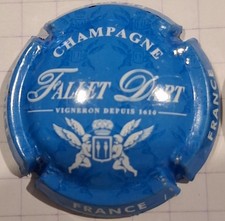 CHAMPAGNE
FALLET DART
VIGNERON DEPUIS 1610
FRANCE
FRANCE